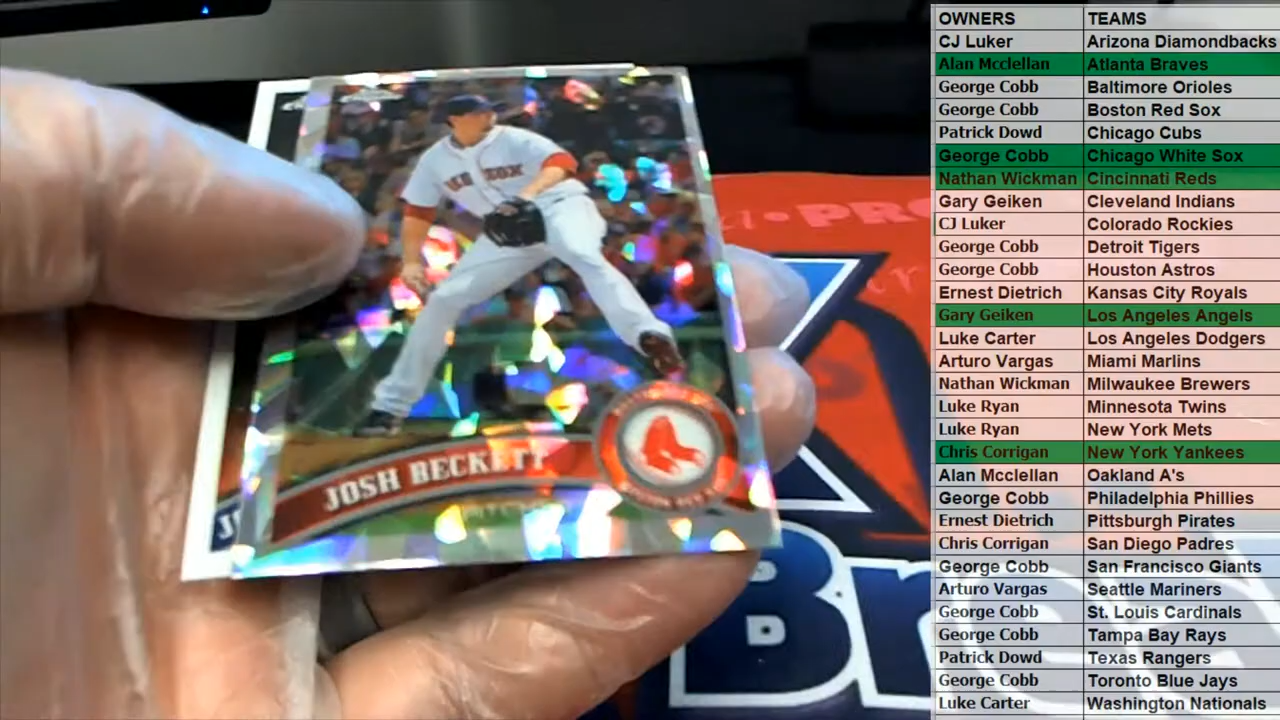 RED SOX
JOSH BECKETT
PITCHER
PRO
Bre
OWNERS TEAMS
CJ Luker Arizona Diamondbacks
Alan Mcclellan Atlanta Braves
George Cobb Baltimore Orioles
George Cobb Boston Red Sox
Patrick Dowd Chicago Cubs
George Cobb Chicago White Sox
Nathan Wickman Cincinnati Reds
Gary Geiken Cleveland Indians
CJ Luker Colorado Rockies
George Cobb Detroit Tigers
George Cobb Houston Astros
Ernest Dietrich Kansas City Royals
Gary Geiken Los Angeles Angels
Luke Carter Los Angeles Dodgers
Arturo Vargas Miami Marlins
Nathan Wickman Milwaukee Brewers
Luke Ryan Minnesota Twins
Luke Ryan New York Mets
Chris Corrigan New York Yankees
Alan Mcclellan Oakland A's
George Cobb Philadelphia Phillies
Ernest Dietrich Pittsburgh Pirates
Chris Corrigan San Diego Padres
George Cobb San Francisco Giants
Arturo Vargas Seattle Mariners
George Cobb St. Louis Cardinals
George Cobb Tampa Bay Rays
Patrick Dowd Texas Rangers
George Cobb Toronto Blue Jays
Luke Carter Washington Nationals